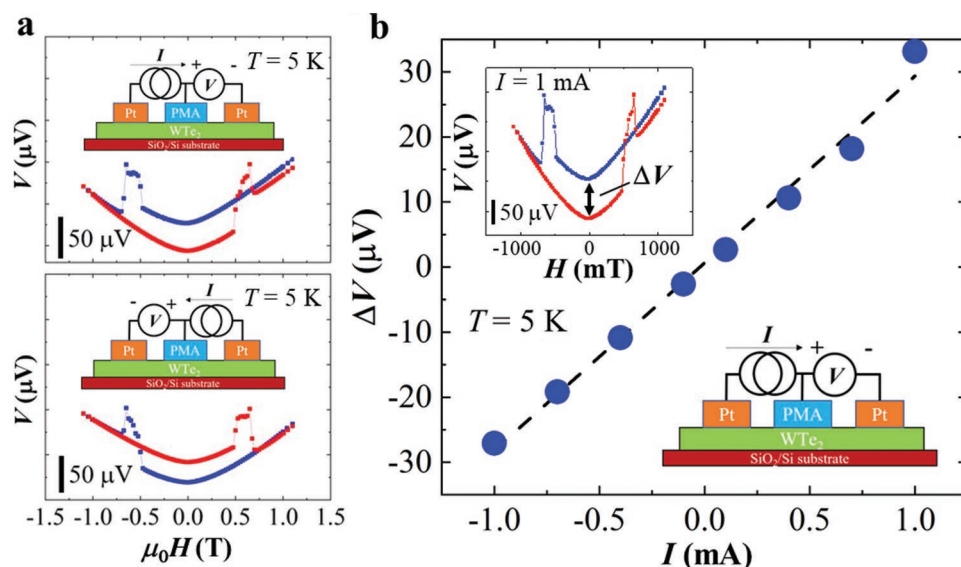 a
I
+ -
T = 5 K
V
Pt PMA Pt
WTe₂
SiO₂/Si substrate
V (μV)
50 μV
I
- +
T = 5 K
V
Pt PMA Pt
WTe₂
SiO₂/Si substrate
V (μV)
50 μV
-1.5 -1.0 -0.5 0.0 0.5 1.0 1.5
μ₀H (T)
b
30
20
10
0
-10
-20
-30
ΔV (μV)
I = 1 mA
V (μV)
ΔV
50 μV
-1000 0 1000
H (mT)
T = 5 K
I
+ -
V
Pt PMA Pt
WTe₂
SiO₂/Si substrate
-1.0 -0.5 0.0 0.5 1.0
I (mA)